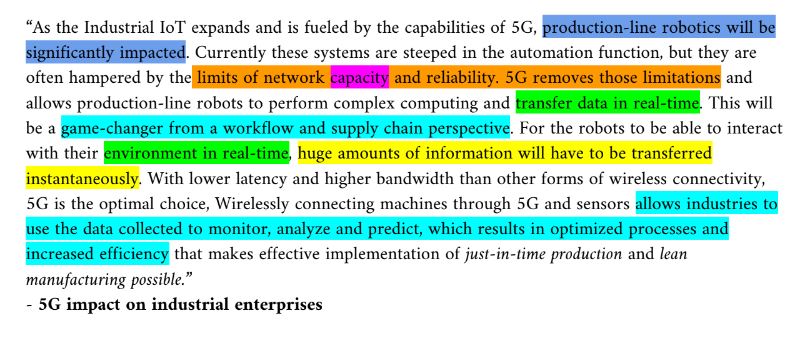 “As the Industrial IoT expands and is fueled by the capabilities of 5G, production-line robotics will be
significantly impacted. Currently these systems are steeped in the automation function, but they are
often hampered by the limits of network capacity and reliability. 5G removes those limitations and
allows production-line robots to perform complex computing and transfer data in real-time. This will
be a game-changer from a workflow and supply chain perspective. For the robots to be able to interact
with their environment in real-time, huge amounts of information will have to be transferred
instantaneously. With lower latency and higher bandwidth than other forms of wireless connectivity,
5G is the optimal choice, Wirelessly connecting machines through 5G and sensors allows industries to
use the data collected to monitor, analyze and predict, which results in optimized processes and
increased efficiency that makes effective implementation of just-in-time production and lean
manufacturing possible.”
- 5G impact on industrial enterprises